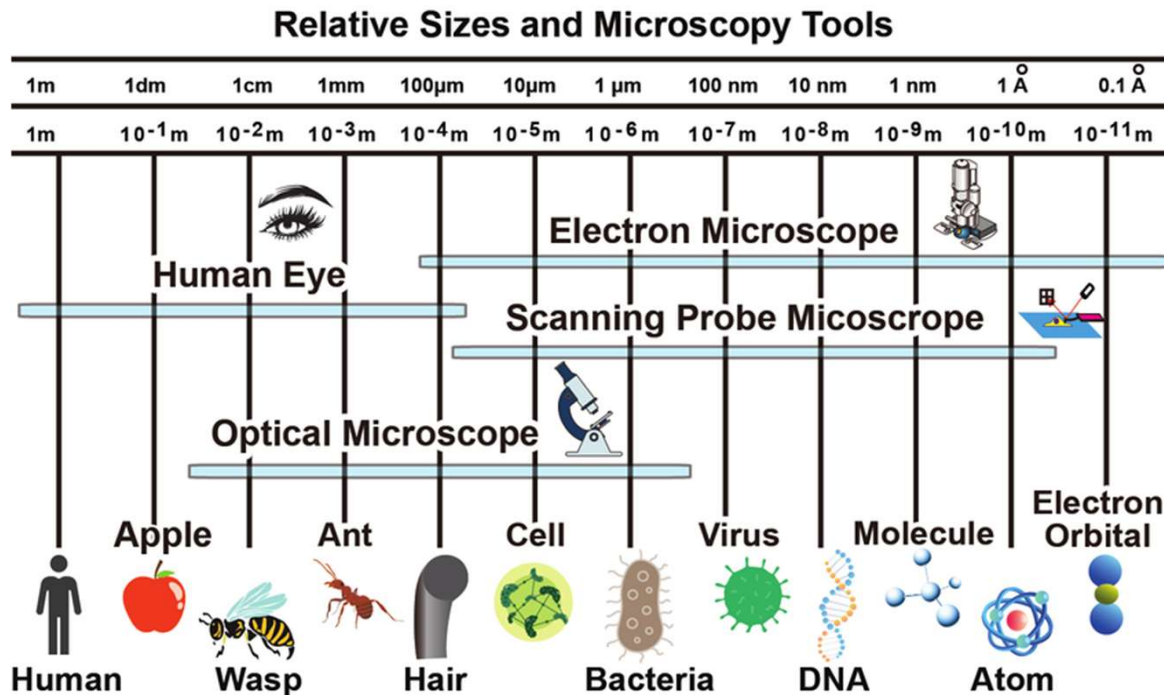 Relative Sizes and Microscopy Tools
1m 1dm 1cm 1mm 100µm 10µm 1 µm 100 nm 10 nm 1 nm 1 Å 0.1 Å
1m 10⁻¹m 10⁻²m 10⁻³m 10⁻⁴m 10⁻⁵m 10⁻⁶m 10⁻⁷m 10⁻⁸m 10⁻⁹m 10⁻¹⁰m 10⁻¹¹m
Electron Microscope
Human Eye
Scanning Probe Micoscrope
Optical Microscope
Electron
Orbital
Apple Ant Cell Virus Molecule
Human Wasp Hair Bacteria DNA Atom